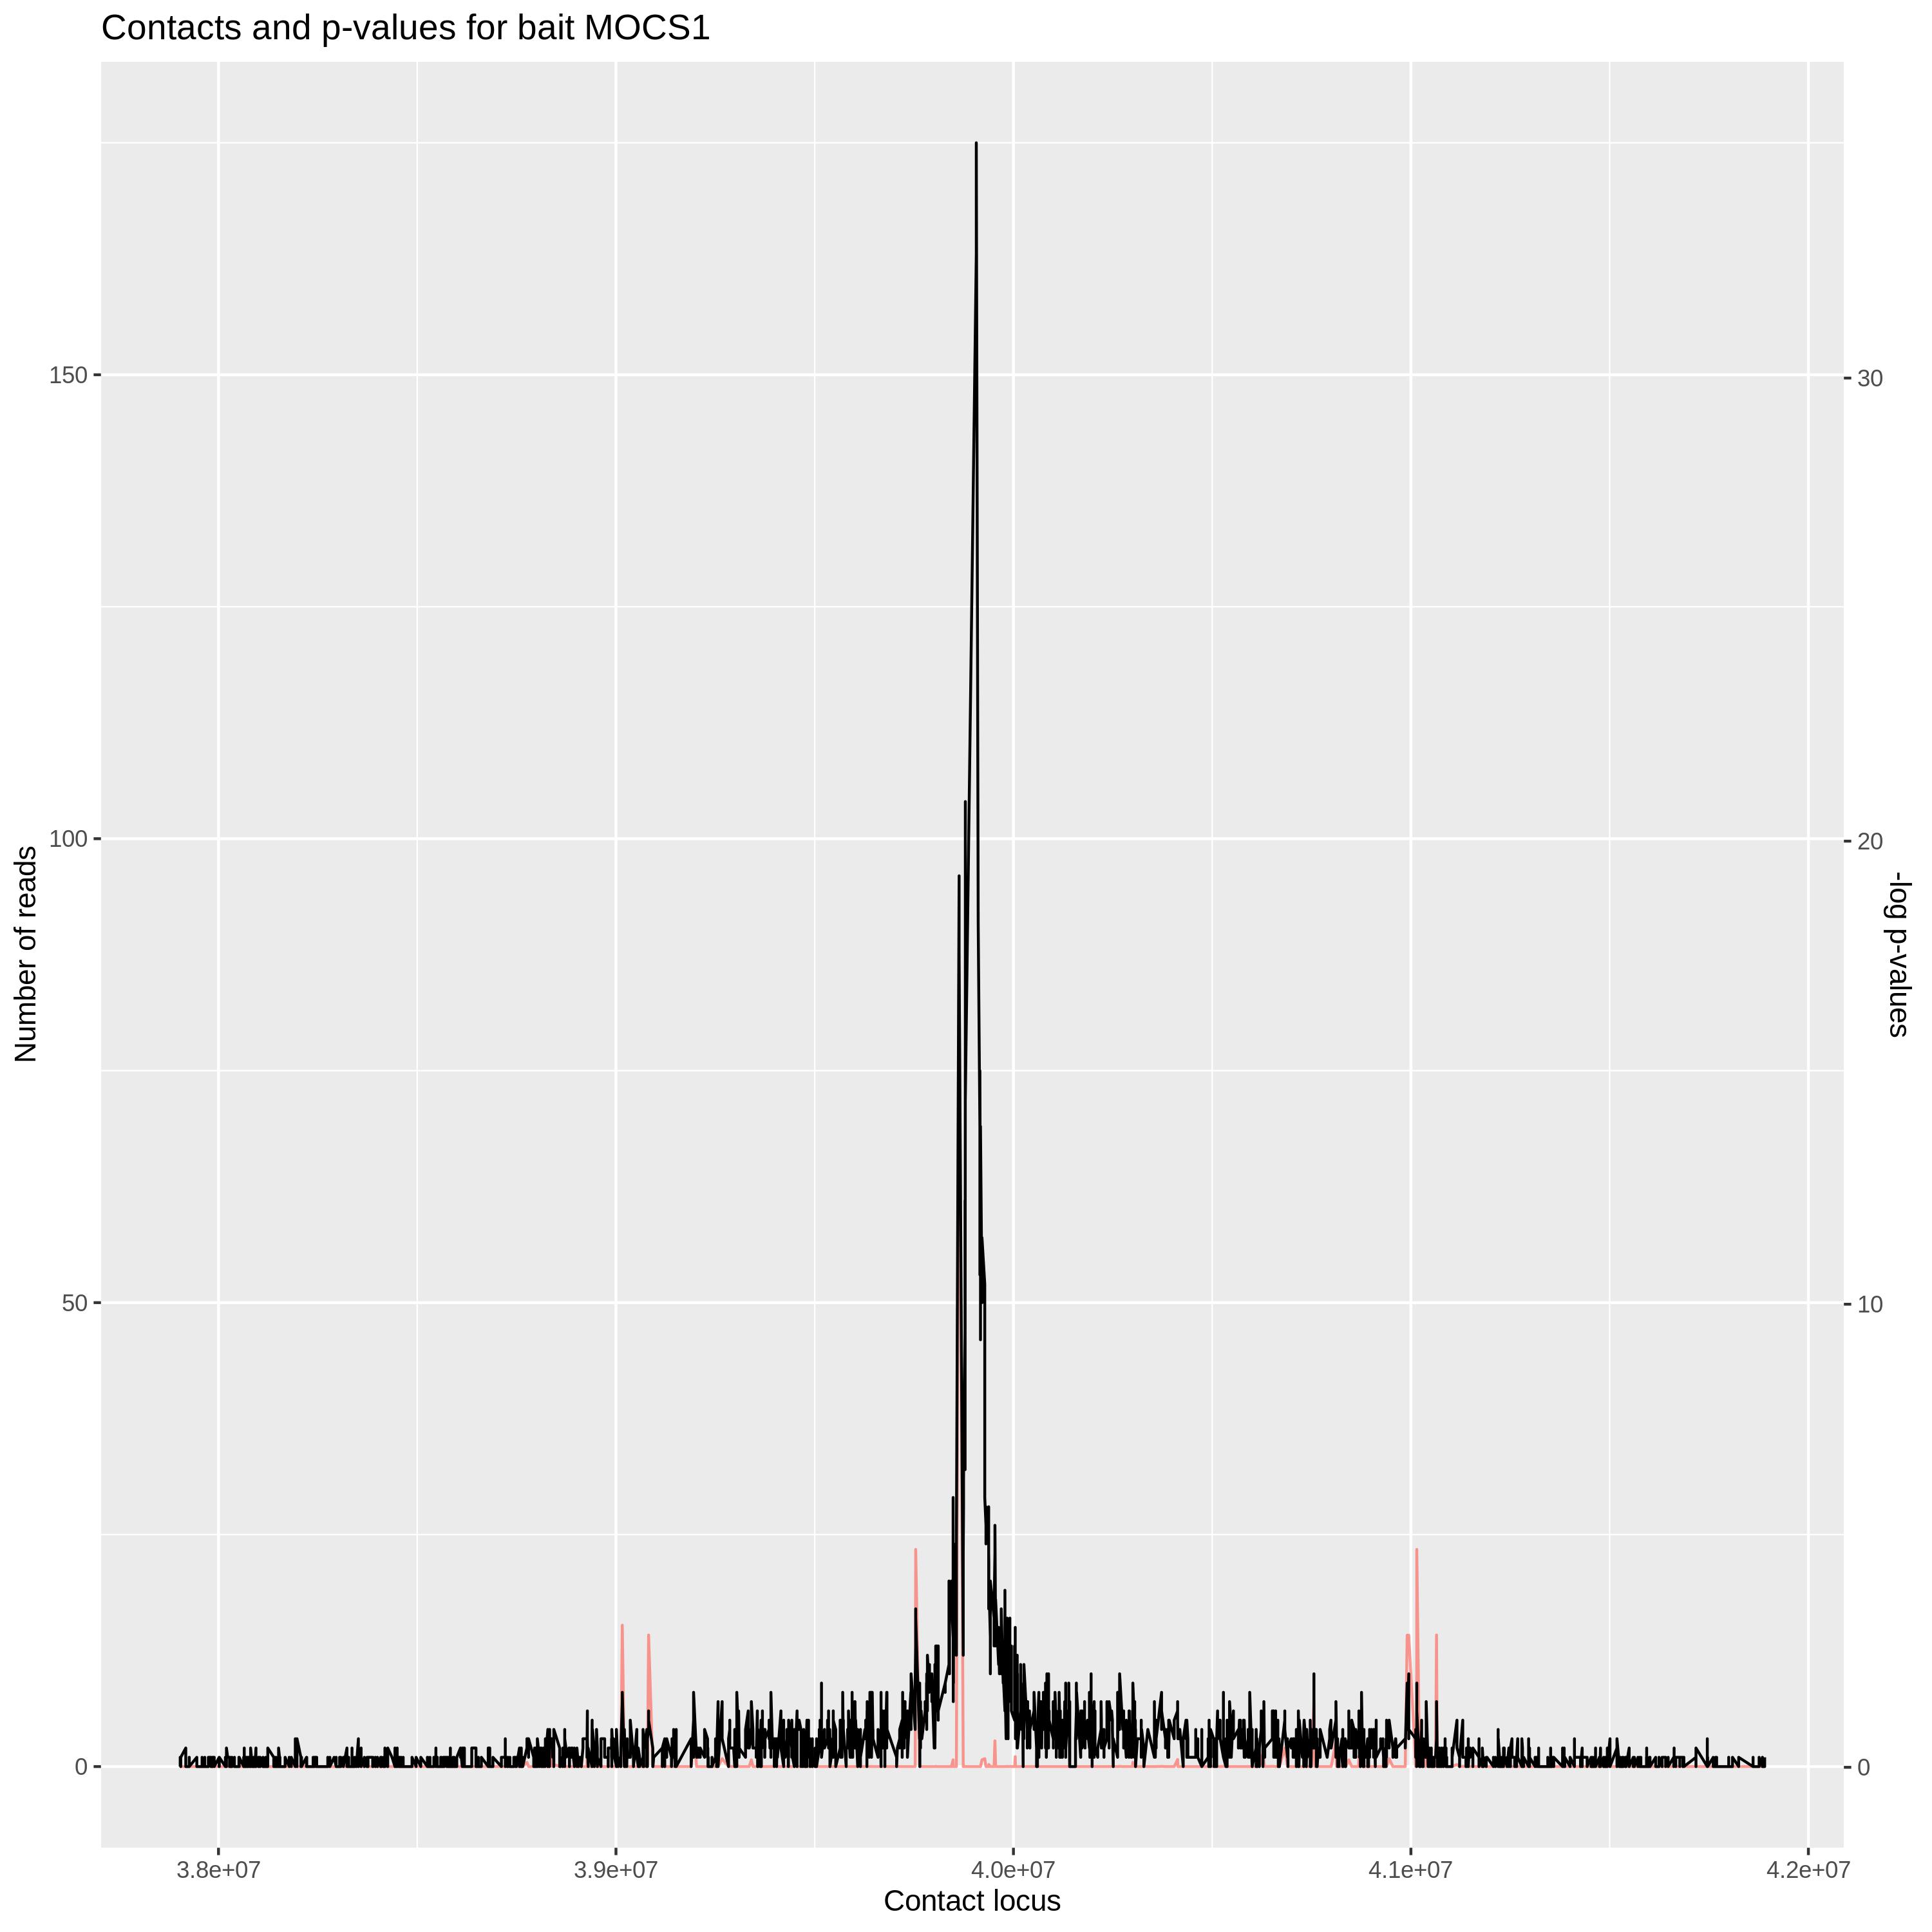 Contacts and p-values for bait MOCS1
150
100
50
0
Number of reads
30
20
10
0
-log p-values
3.8e+07
3.9e+07
4.0e+07
4.1e+07
4.2e+07
Contact locus